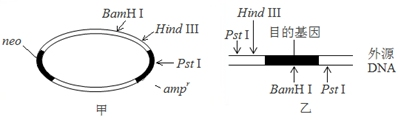 BamH I
Hind III
neo
Pst I
ampr
甲
Hind III
Pst I
目的基因
外源
DNA
BamH I
Pst I
乙